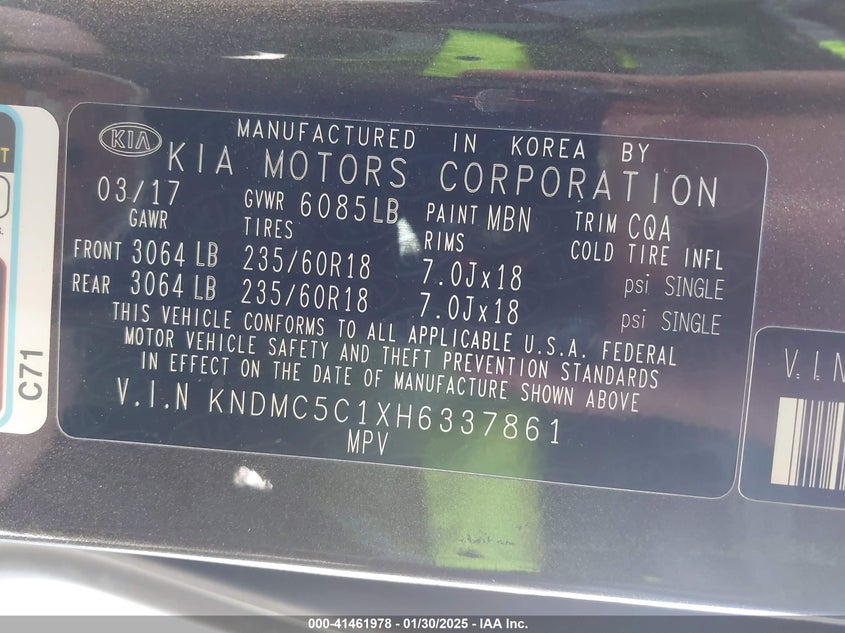 KIA
MANUFACTURED IN KOREA BY
KIA MOTORS CORPORATION
03/17 GVWR 6085LB PAINT MBN TRIM CQA
GAWR TIRES RIMS COLD TIRE INFL
FRONT 3064 LB 235/60R18 7.0Jx18 psi SINGLE
REAR 3064 LB 235/60R18 7.0Jx18 psi SINGLE
THIS VEHICLE CONFORMS TO ALL APPLICABLE U.S.A. FEDERAL
MOTOR VEHICLE SAFETY AND THEFT PREVENTION STANDARDS
IN EFFECT ON THE DATE OF MANUFACTURE SHOWN ABOVE
V.I.N KNDMC5C1XH6337861
MPV
C71
V.I.N
000-41461978 - 01/30/2025 - IAA Inc.